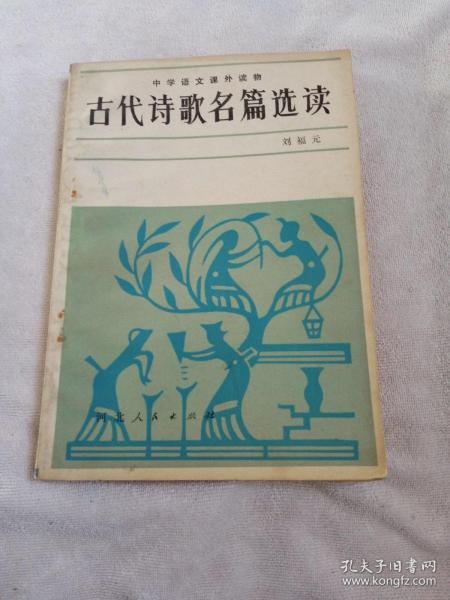 中学语文课外读物
古代诗歌名篇选读
刘福元
河北人民出版社
孔夫子旧书网
www.kongfz.com